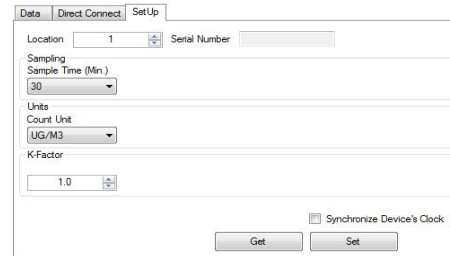 Data Direct Connect SetUp
Location 1 Serial Number
Sampling
Sample Time (Min.)
30
Units
Count Unit
UG/M3
K-Factor
1.0
Synchronize Device's Clock
Get Set